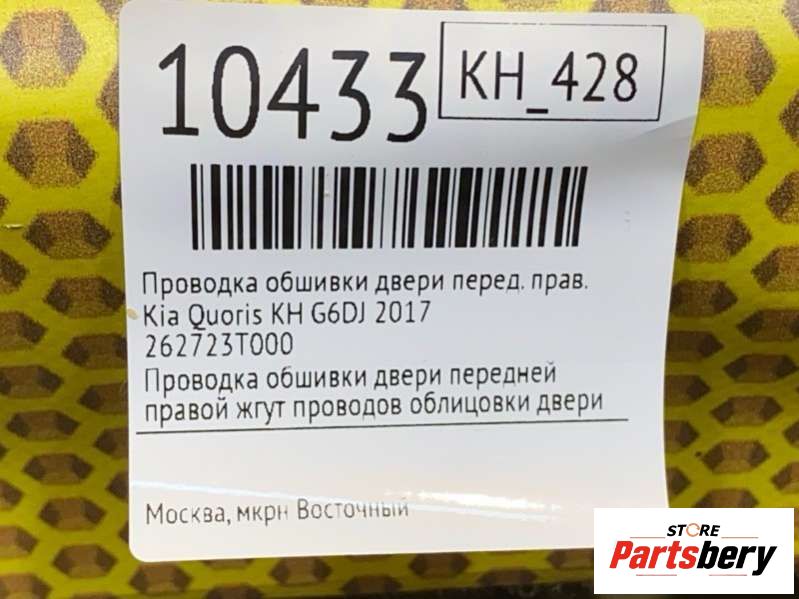 10433
KH_428
Проводка обшивки двери перед. прав.
Kia Quoris KH G6DJ 2017
262723T000
Проводка обшивки двери передней
правой жгут проводов облицовки двери
Москва, мкрн Восточный
STORE
Partsbery